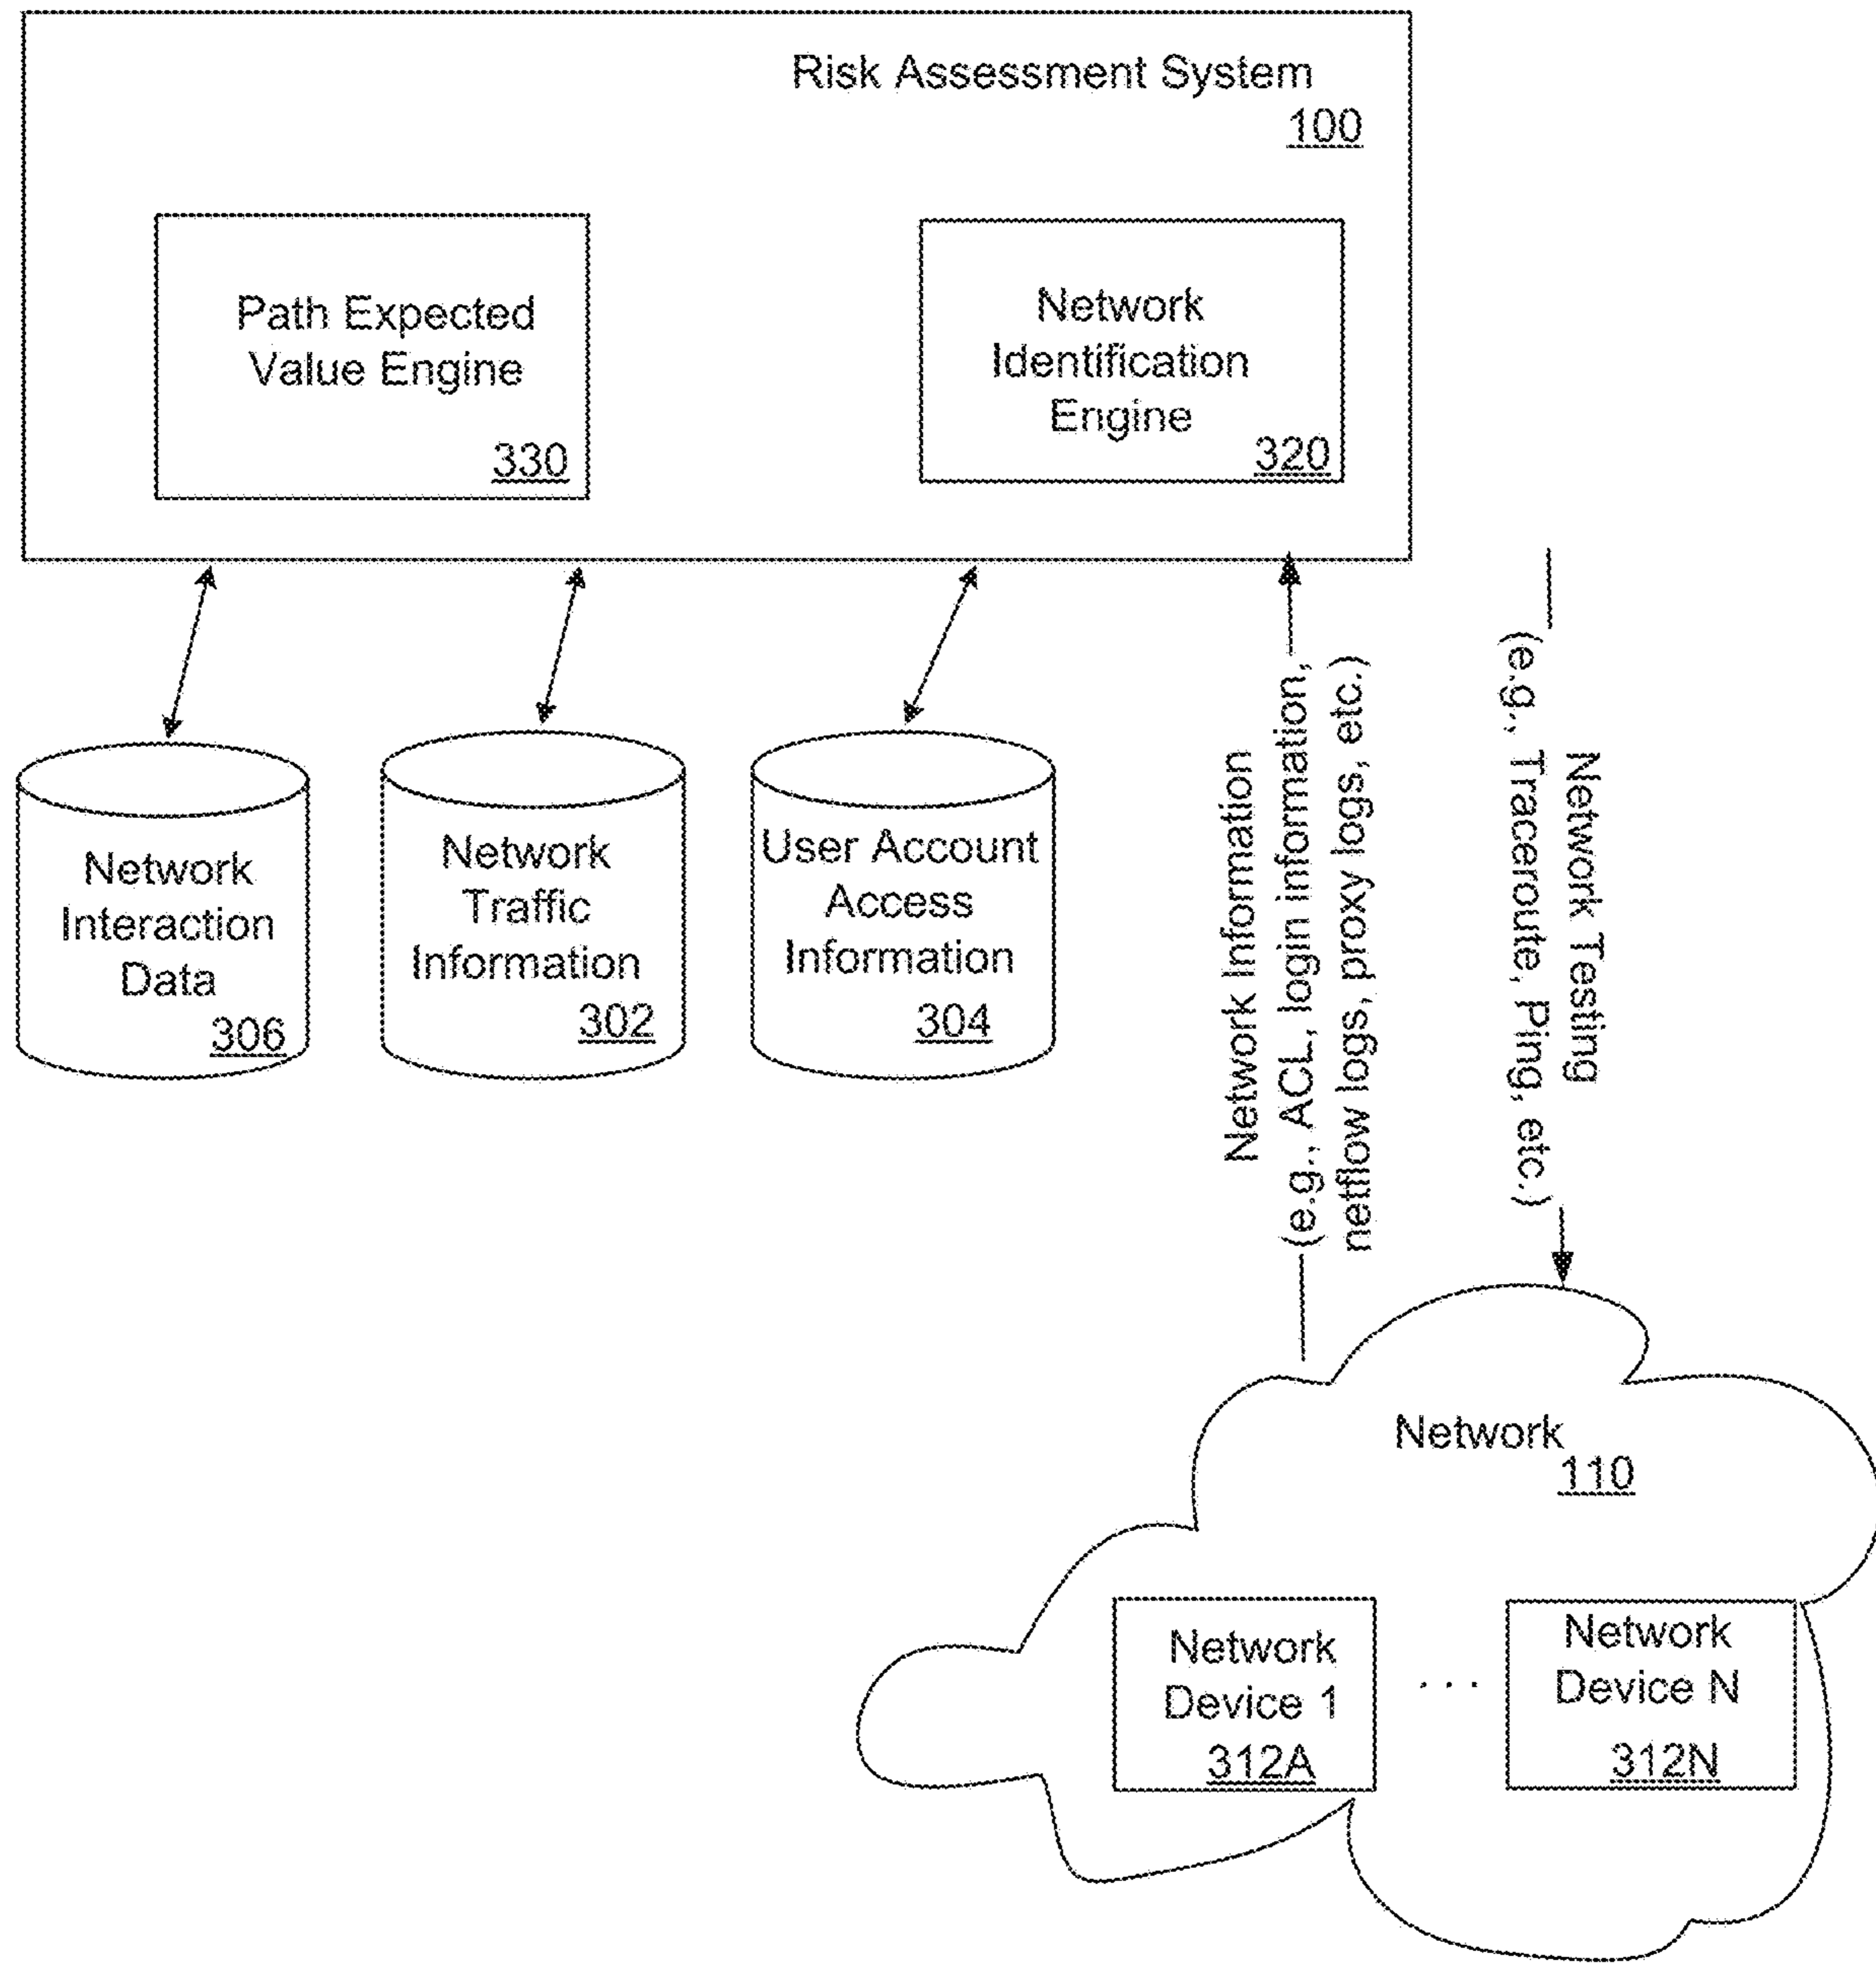 Risk Assessment System
100
Path Expected
Value Engine
330
Network
Identification
Engine
320
Network
Interaction
Data
306
Network
Traffic
Information
302
User Account
Access
Information
304
Network Information
(e.g., ACL, login information,
netflow logs, proxy logs, etc.)
Network Testing
(e.g., Traceroute, Ping, etc.)
Network
110
Network
Device 1
312A
. . .
Network
Device N
312N